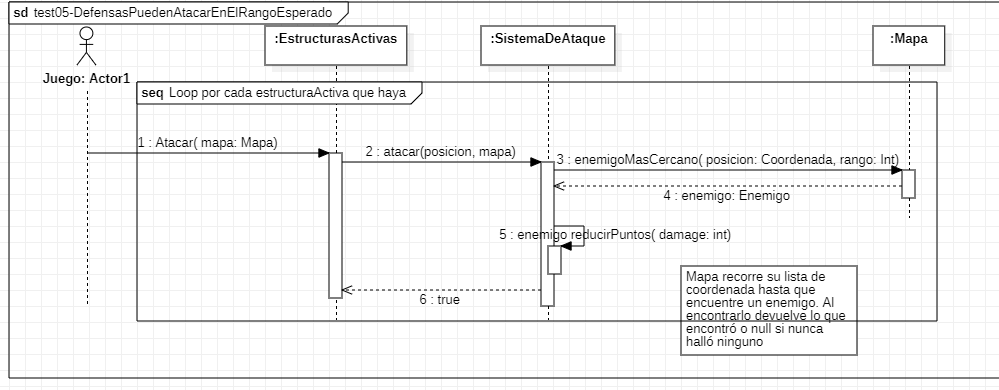 sd test05-DefensasPuedenAtacarEnElRangoEsperado
:EstructurasActivas
:SistemaDeAtaque
:Mapa
Juego: Actor1
seq Loop por cada estructuraActiva que haya
1 : Atacar( mapa: Mapa)
2 : atacar(posicion, mapa)
3 : enemigoMasCercano( posicion: Coordenada, rango: Int)
4 : enemigo: Enemigo
5 : enemigo reducirPuntos( damage: int)
6 : true
Mapa recorre su lista de
coordenada hasta que
encuentre un enemigo. Al
encontrarlo devuelve lo que
encontró o null si nunca
halló ninguno